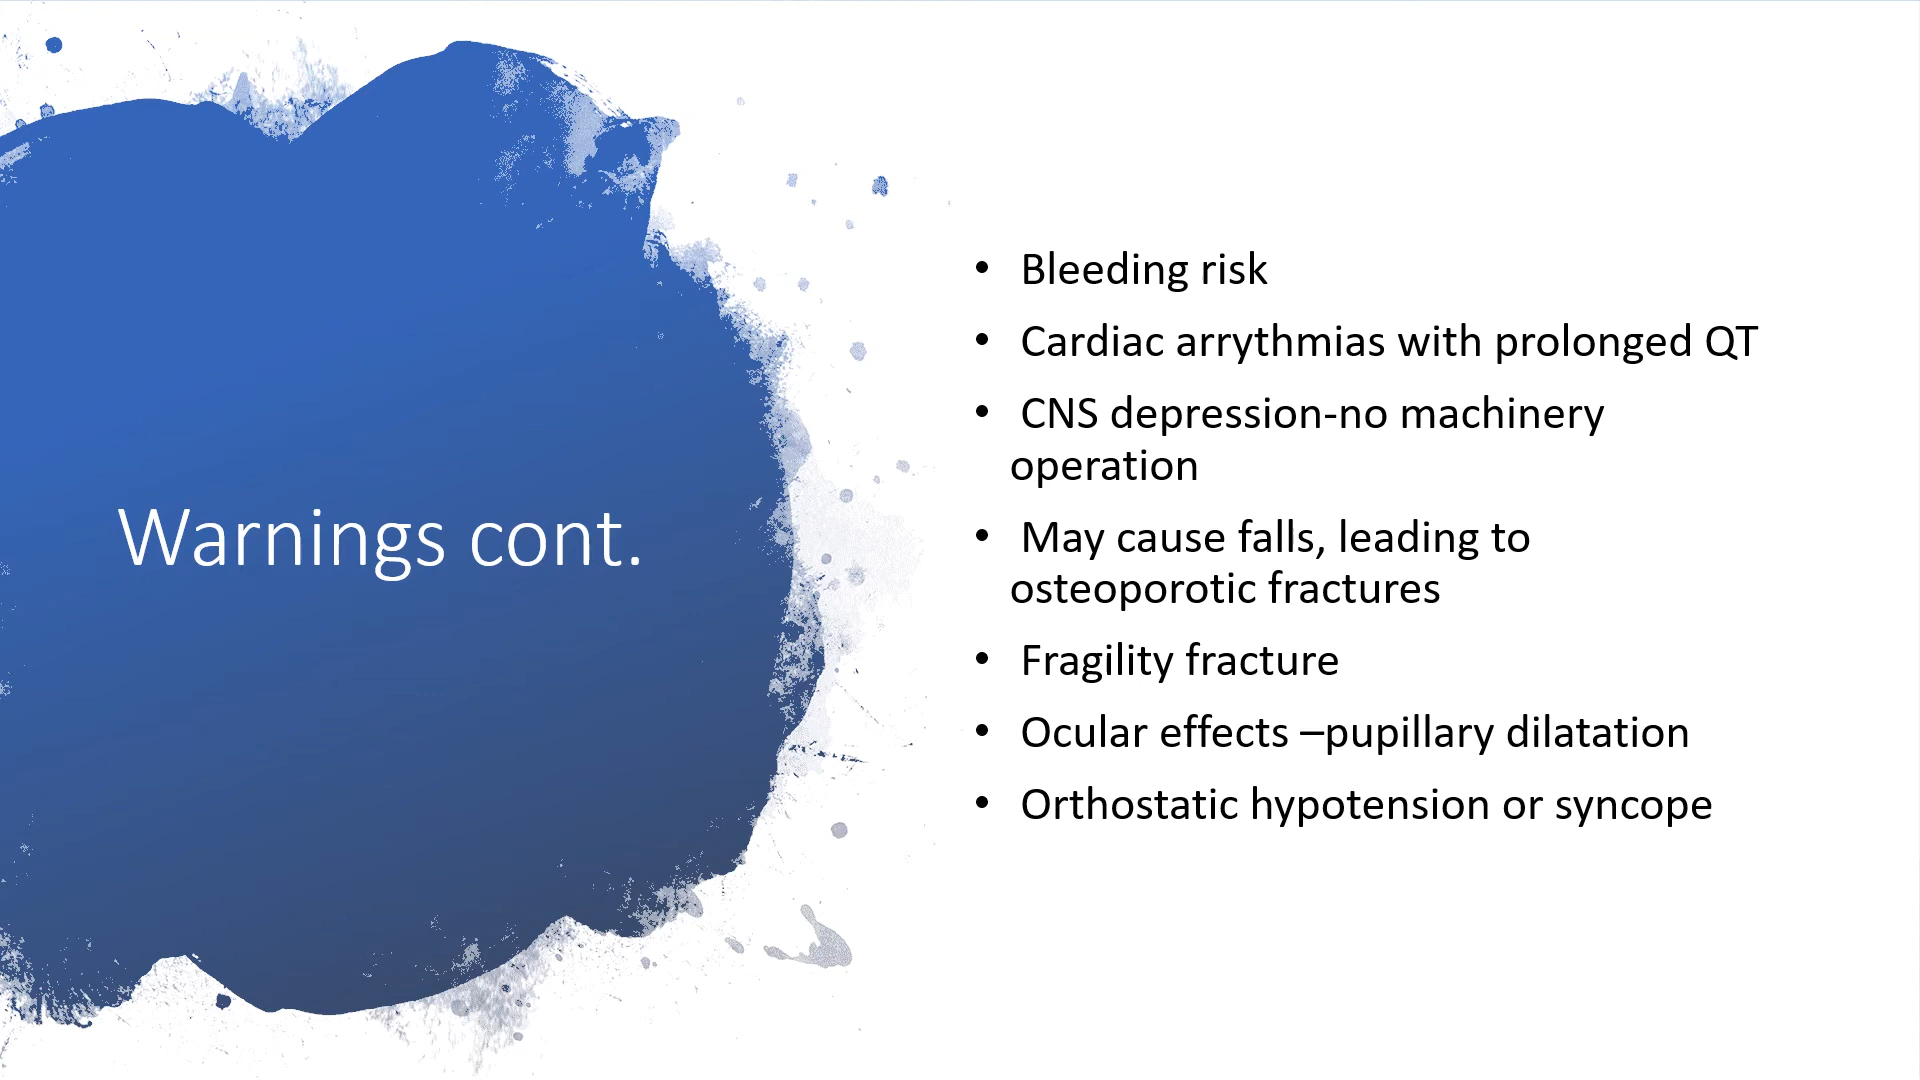 Warnings cont.
• Bleeding risk
• Cardiac arrythmias with prolonged QT
• CNS depression-no machinery
operation
• May cause falls, leading to
osteoporotic fractures
• Fragility fracture
• Ocular effects –pupillary dilatation
• Orthostatic hypotension or syncope